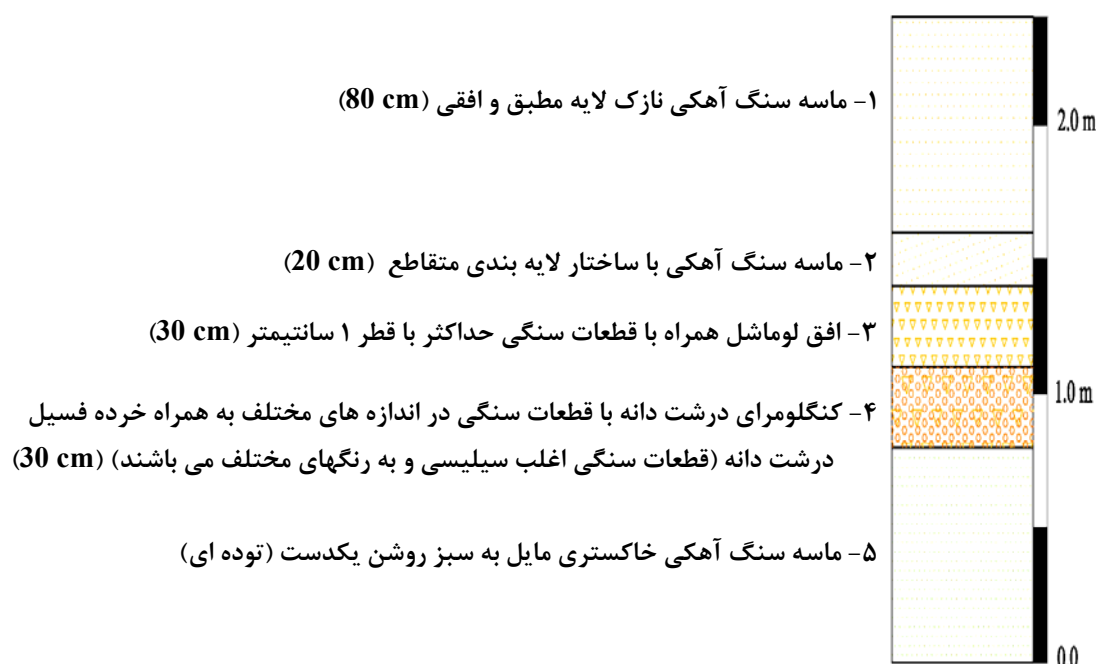 ۱- ماسه سنگ آهکی نازک لایه مطبق و افقی (80 cm)
2.0 m
۲- ماسه سنگ آهکی با ساختار لایه بندی متقاطع (20 cm)
۳- افق لوماشل همراه با قطعات سنگی حداکثر با قطر ۱ سانتیمتر (30 cm)
1.0 m
۴- کنگلومرای درشت دانه با قطعات سنگی در اندازه های مختلف به همراه خرده فسیل
درشت دانه (قطعات سنگی اغلب سیلیسی و به رنگهای مختلف می باشند) (30 cm)
۵- ماسه سنگ آهکی خاکستری مایل به سبز روشن یکدست (توده ای)
0.0